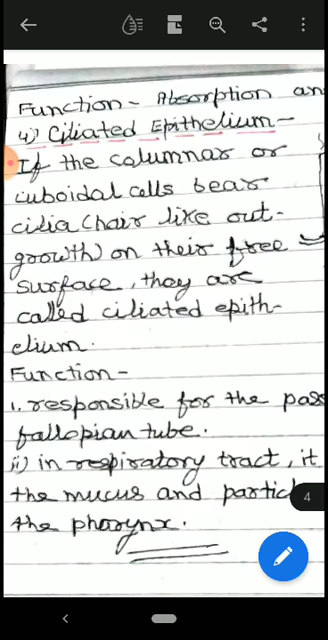 Function - Absorption an
4) Ciliated Epithelium -
If the columnar or
cuboidal cells bear
cilia (hair like out-
growth) on their free
surface, they are
called ciliated epith-
elium.
Function -
i. responsible for the pas
fallopian tube.
ii) in respiratory tract, it
the mucus and partic
4
the pharynx.